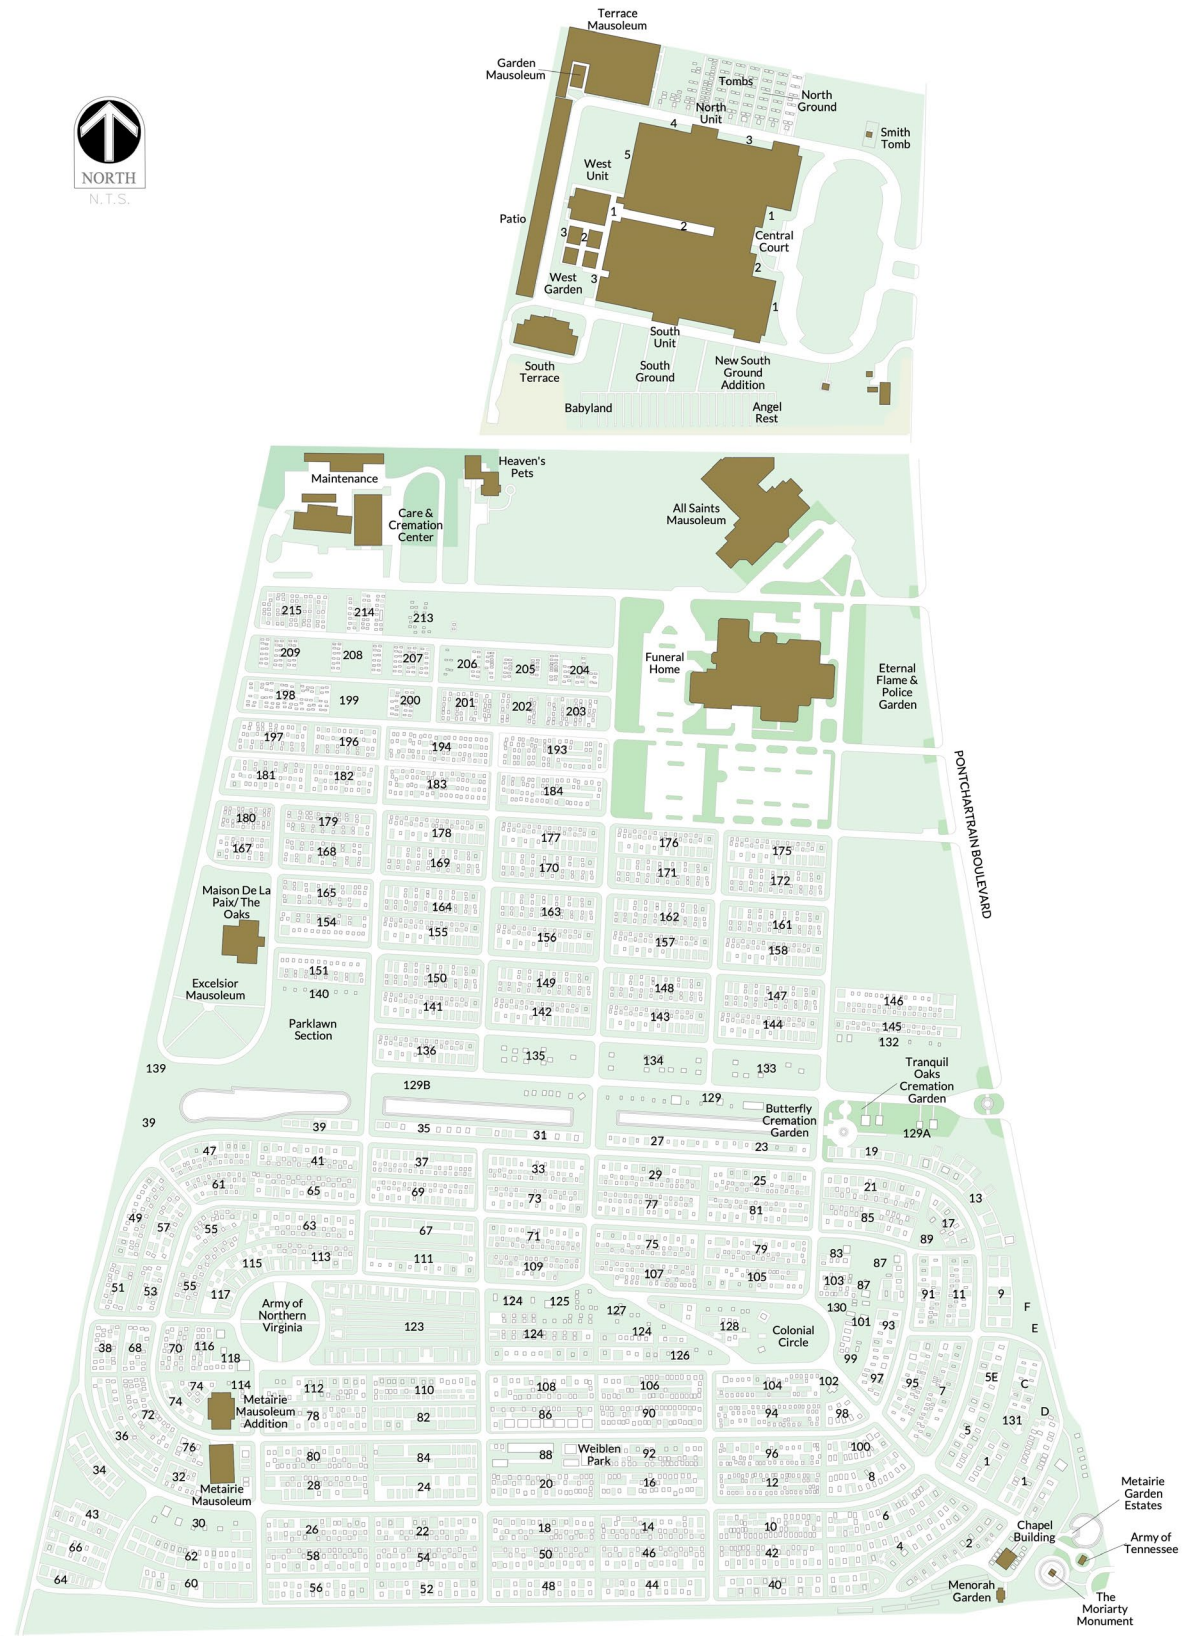 Terrace
Mausoleum
Garden
Mausoleum
Tombs
North
Ground
North
Unit
4
3
Smith
Tomb
NORTH
N.T.S.
5
West
Unit
Patio
1
2
1
3
2
Central
Court
2
West
Garden
3
1
South
Unit
South
Terrace
South
Ground
New South
Ground
Addition
Babyland
Angel
Rest
Maintenance
Heaven's
Pets
Care &
Cremation
Center
All Saints
Mausoleum
215
214
213
209
208
207
206
205
204
Funeral
Home
Eternal
Flame &
Police
Garden
198
199
200
201
202
203
197
196
194
193
PONTCHARTRAIN BOULEVARD
181
182
183
184
180
179
178
177
176
175
167
168
169
170
171
172
Maison De La
Paix/ The
Oaks
165
164
163
162
161
154
155
156
157
158
Excelsior
Mausoleum
151
150
149
148
147
146
140
141
142
143
144
145
132
Parklawn
Section
136
135
134
133
139
129B
129
Tranquil
Oaks
Cremation
Garden
Butterfly
Cremation
Garden
129A
39
39
35
31
27
23
19
47
41
37
33
29
25
21
13
61
65
69
73
77
81
85
17
49
57
55
63
67
71
75
79
83
87
89
115
113
111
109
107
105
103
87
51
53
55
117
91
11
9
F
E
Army of
Northern
Virginia
123
124
125
127
128
130
101
93
124
124
126
Colonial
Circle
99
38
68
70
116
118
74
114
112
110
108
106
104
102
97
95
7
5E
C
D
74
Metairie
Mausoleum
Addition
72
78
82
86
90
94
98
131
5
36
76
80
84
88
Weiblen
Park
92
96
100
1
34
32
28
24
20
16
12
8
1
Metairie
Mausoleum
43
30
26
22
18
14
10
6
Metairie
Garden
Estates
Chapel
Building
Army of
Tennessee
66
62
58
54
50
46
42
4
2
64
60
56
52
48
44
40
Menorah
Garden
The
Moriarty
Monument